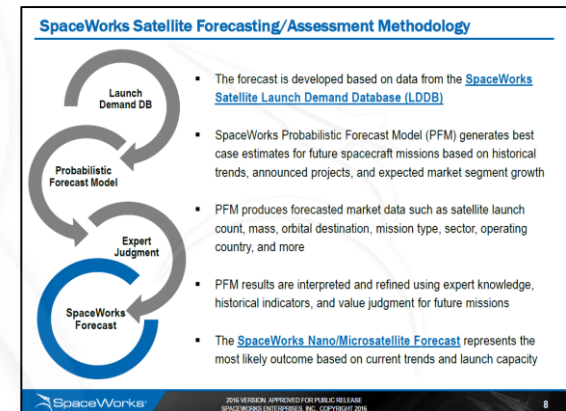 SpaceWorks Satellite Forecasting/Assessment Methodology
Launch
Demand DB
Probabilistic
Forecast Model
Expert
Judgment
SpaceWorks
Forecast
▪ The forecast is developed based on data from the SpaceWorks
Satellite Launch Demand Database (LDDB)
▪ SpaceWorks Probabilistic Forecast Model (PFM) generates best
case estimates for future spacecraft missions based on historical
trends, announced projects, and expected market segment growth
▪ PFM produces forecasted market data such as satellite launch
count, mass, orbital destination, mission type, sector, operating
country, and more
▪ PFM results are interpreted and refined using expert knowledge,
historical indicators, and value judgment for future missions
▪ The SpaceWorks Nano/Microsatellite Forecast represents the
most likely outcome based on current trends and launch capacity
SpaceWorks
2016 VERSION APPROVED FOR PUBLIC RELEASE
SPACEWORKS ENTERPRISES, INC. COPYRIGHT 2016
8